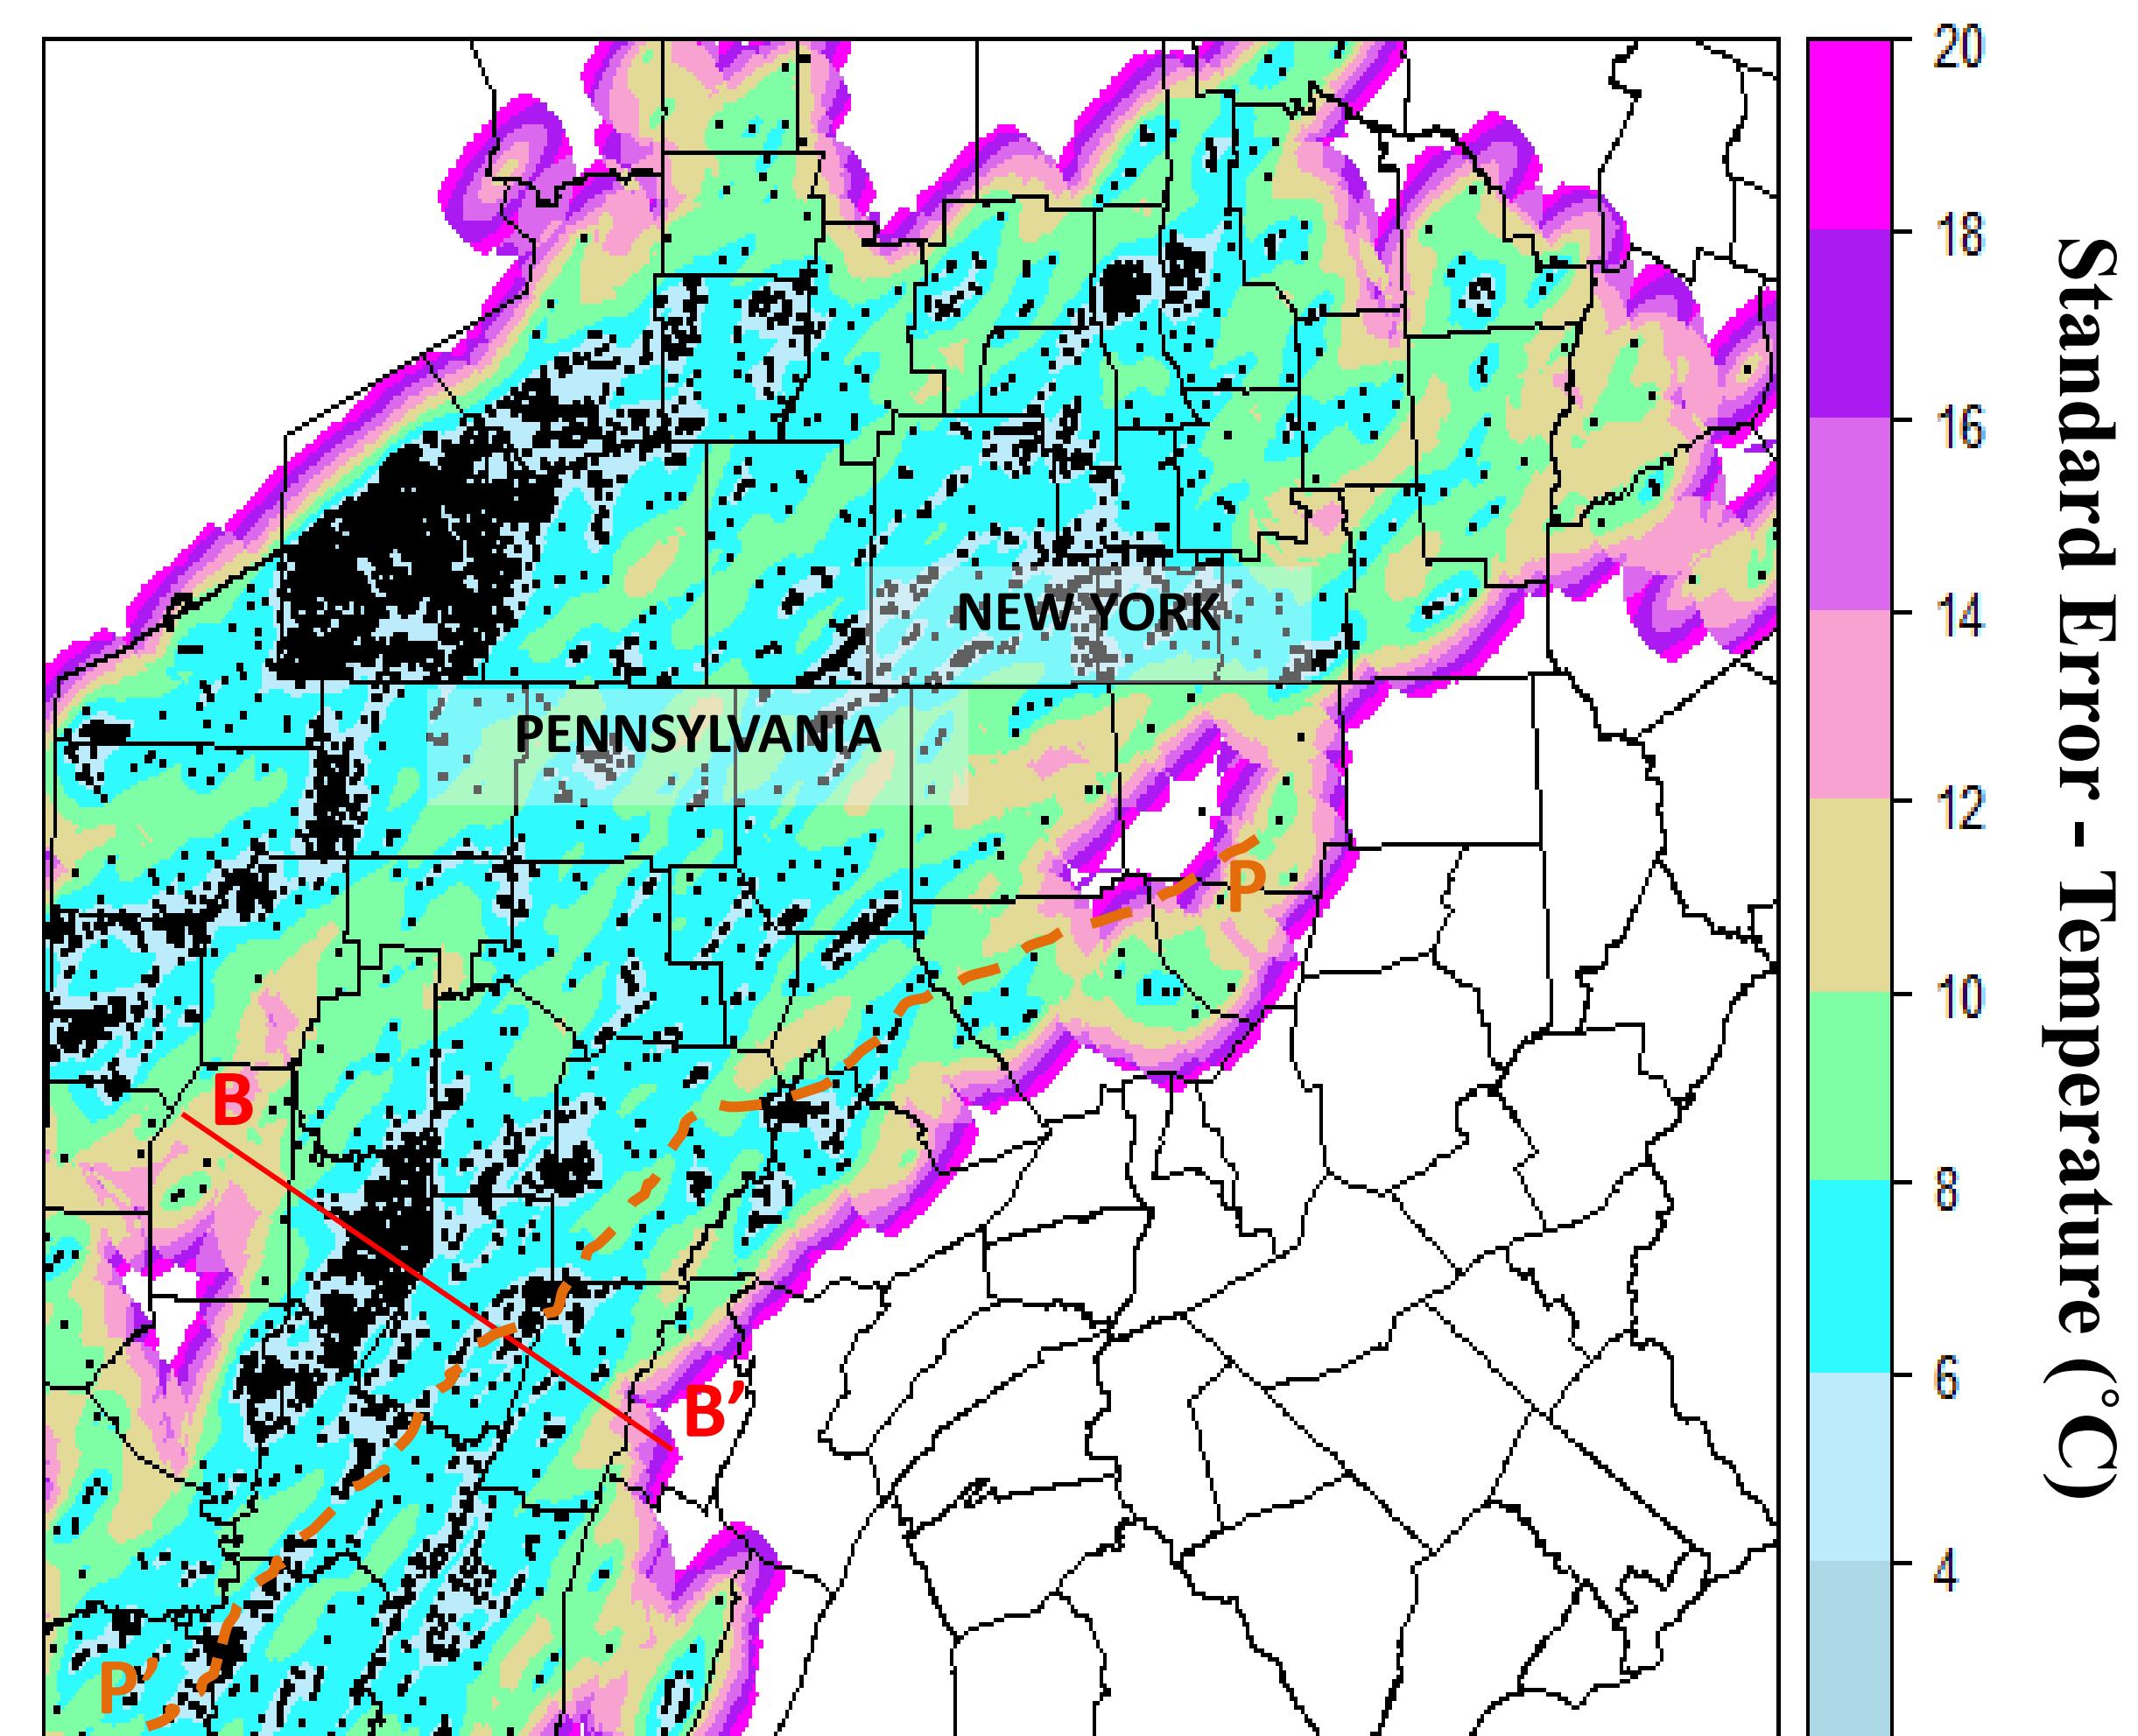 NEW YORK
PENNSYLVANIA
P
B
B’
P’
20
18
16
14
12
10
8
6
4
Standard Error - Temperature (°C)